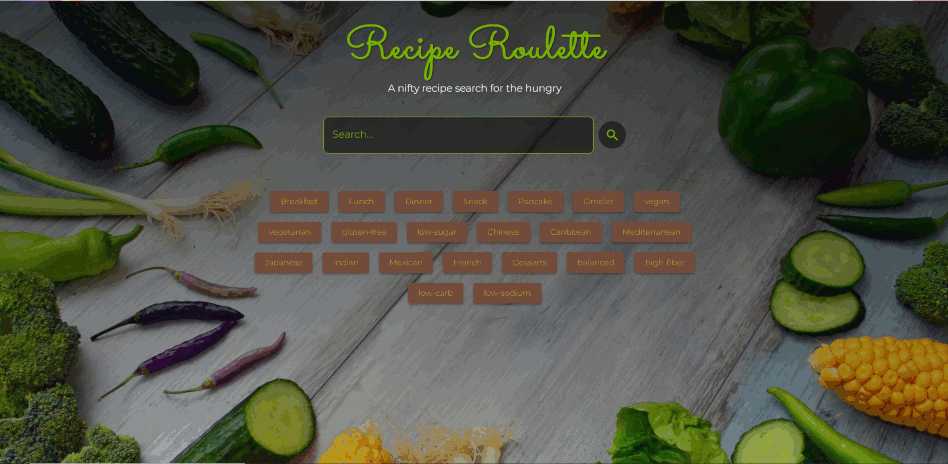 Recipe Roulette
A nifty recipe search for the hungry
Search...
Breakfast Lunch Dinner Snack Pancake Omelet vegan
vegetarian gluten-free low-sugar Chinese Caribbean Mediterranean
Japanese Indian Mexican French Desserts balanced high fiber
low-carb low-sodium